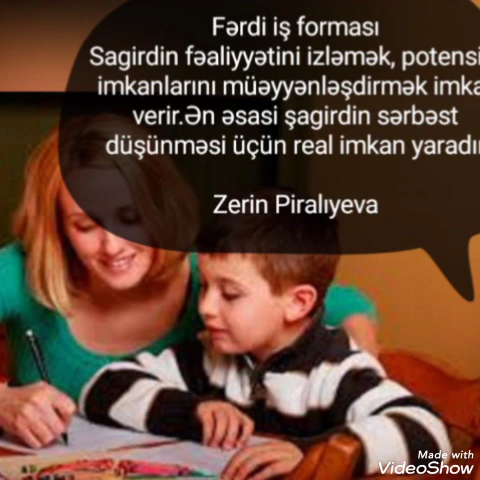 Fərdi iş forması
Sagirdin fəaliyyətini izləmək, potensi
imkanlarını müəyyənləşdirmək imka
verir.Ən əsasi şagirdin sərbəst
düşünməsi üçün real imkan yaradır
Zerin Piralıyeva
Made with
VideoShow